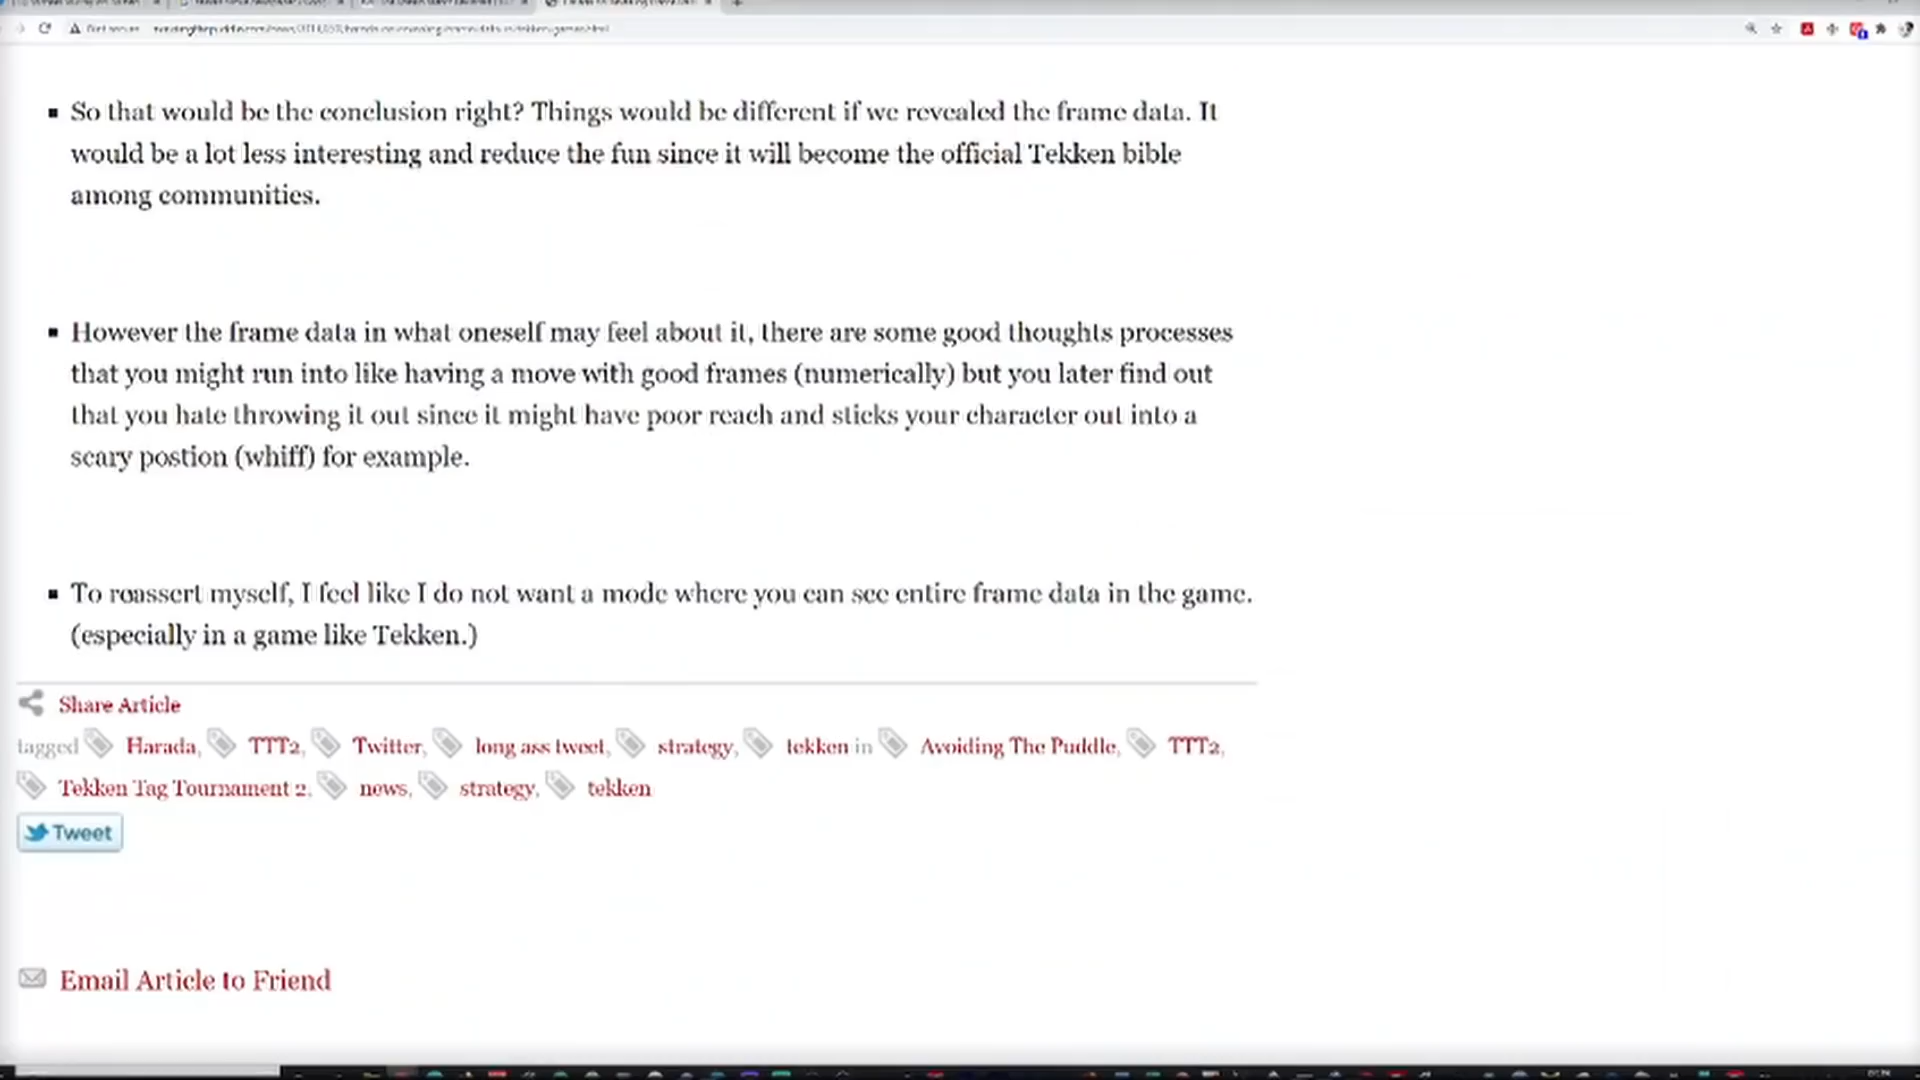 So that would be the conclusion right? Things would be different if we revealed the frame data. It
would be a lot less interesting and reduce the fun since it will become the official Tekken bible
among communities.
However the frame data in what oneself may feel about it, there are some good thoughts processes
that you might run into like having a move with good frames (numerically) but you later find out
that you hate throwing it out since it might have poor reach and sticks your character out into a
scary postion (whiff) for example.
To reassert myself, I feel like I do not want a mode where you can see entire frame data in the game.
(especially in a game like Tekken.)
Share Article
tagged Harada, TTT2, Twitter, long ass tweet, strategy, tekken in Avoiding The Puddle, TTT2,
Tekken Tag Tournament 2, news, strategy, tekken
Tweet
Email Article to Friend